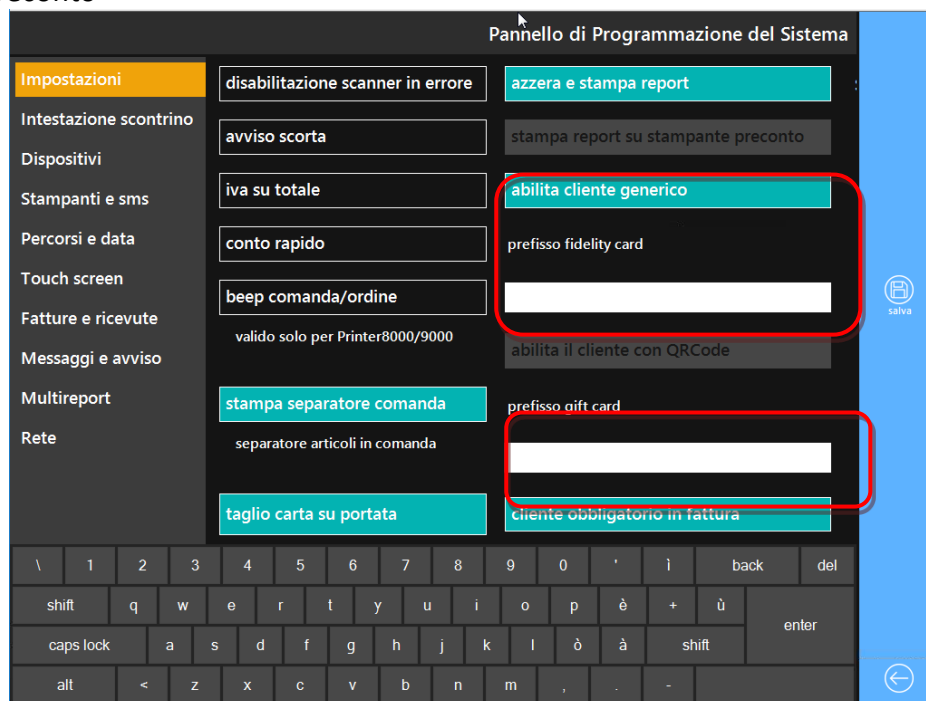 Pannello di Programmazione del Sistema
Impostazioni
Intestazione scontrino
Dispositivi
Stampanti e sms
Percorsi e data
Touch screen
Fatture e ricevute
Messaggi e avviso
Multireport
Rete
disabilitazione scanner in errore
avviso scorta
iva su totale
conto rapido
beep comanda/ordine
valido solo per Printer8000/9000
stampa separatore comanda
separatore articoli in comanda
taglio carta su portata
azzera e stampa report
stampa report su stampante preconto
abilita cliente generico
prefisso fidelity card
abilita il cliente con QRCode
prefisso gift card
cliente obbligatorio in fattura
salva
\ 1 2 3 4 5 6 7 8 9 0 ' ì back del
shift q w e r t y u i o p è + ù enter
caps lock a s d f g h j k l ò à shift
alt < z x c v b n m , . -